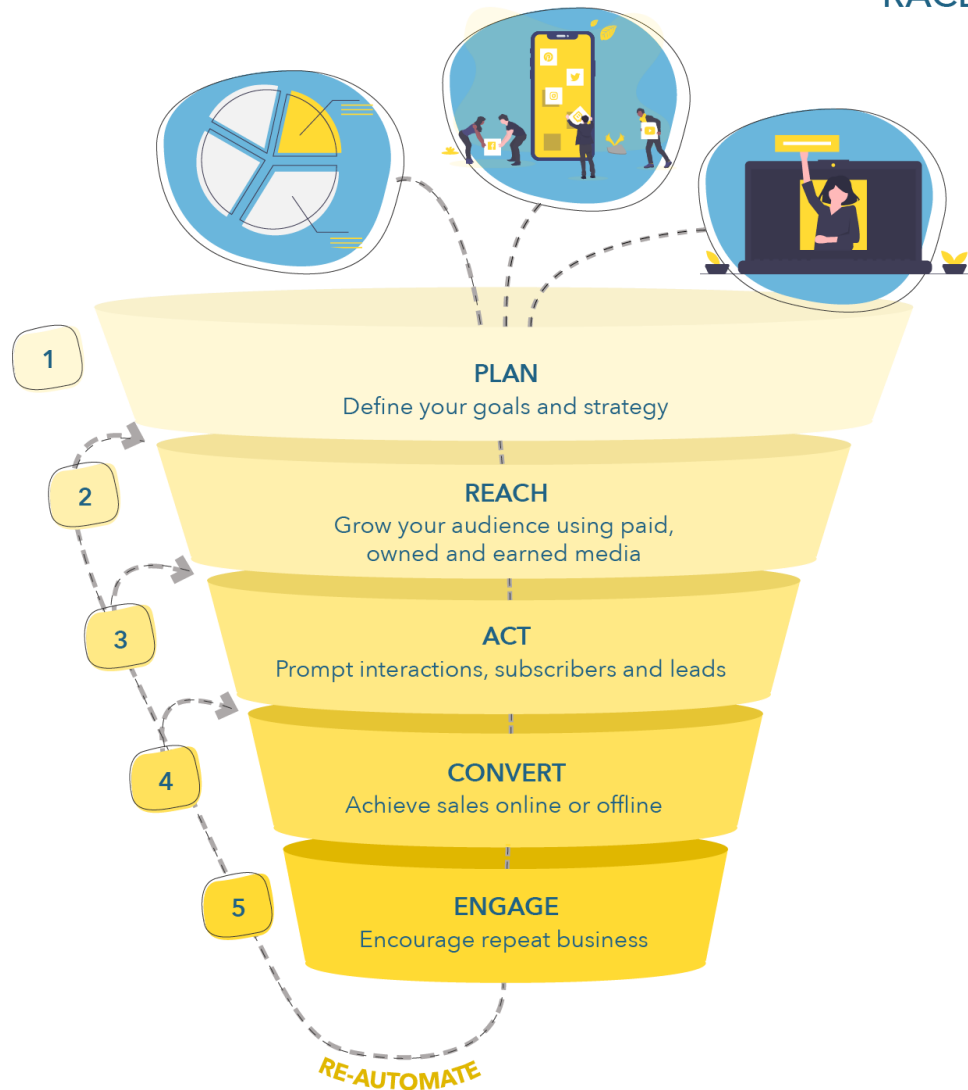 1
PLAN
Define your goals and strategy
2
REACH
Grow your audience using paid,
owned and earned media
3
ACT
Prompt interactions, subscribers and leads
4
CONVERT
Achieve sales online or offline
5
ENGAGE
Encourage repeat business
RE-AUTOMATE